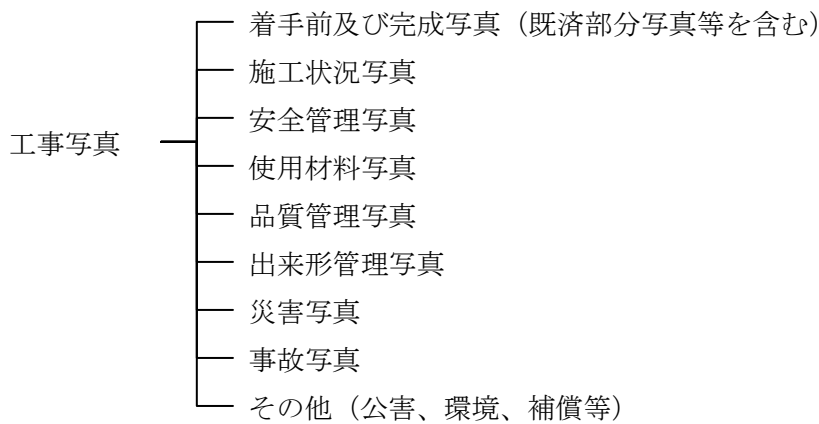 着手前及び完成写真（既済部分写真等を含む）
施工状況写真
安全管理写真
工事写真
使用材料写真
品質管理写真
出来形管理写真
災害写真
事故写真
その他（公害、環境、補償等）